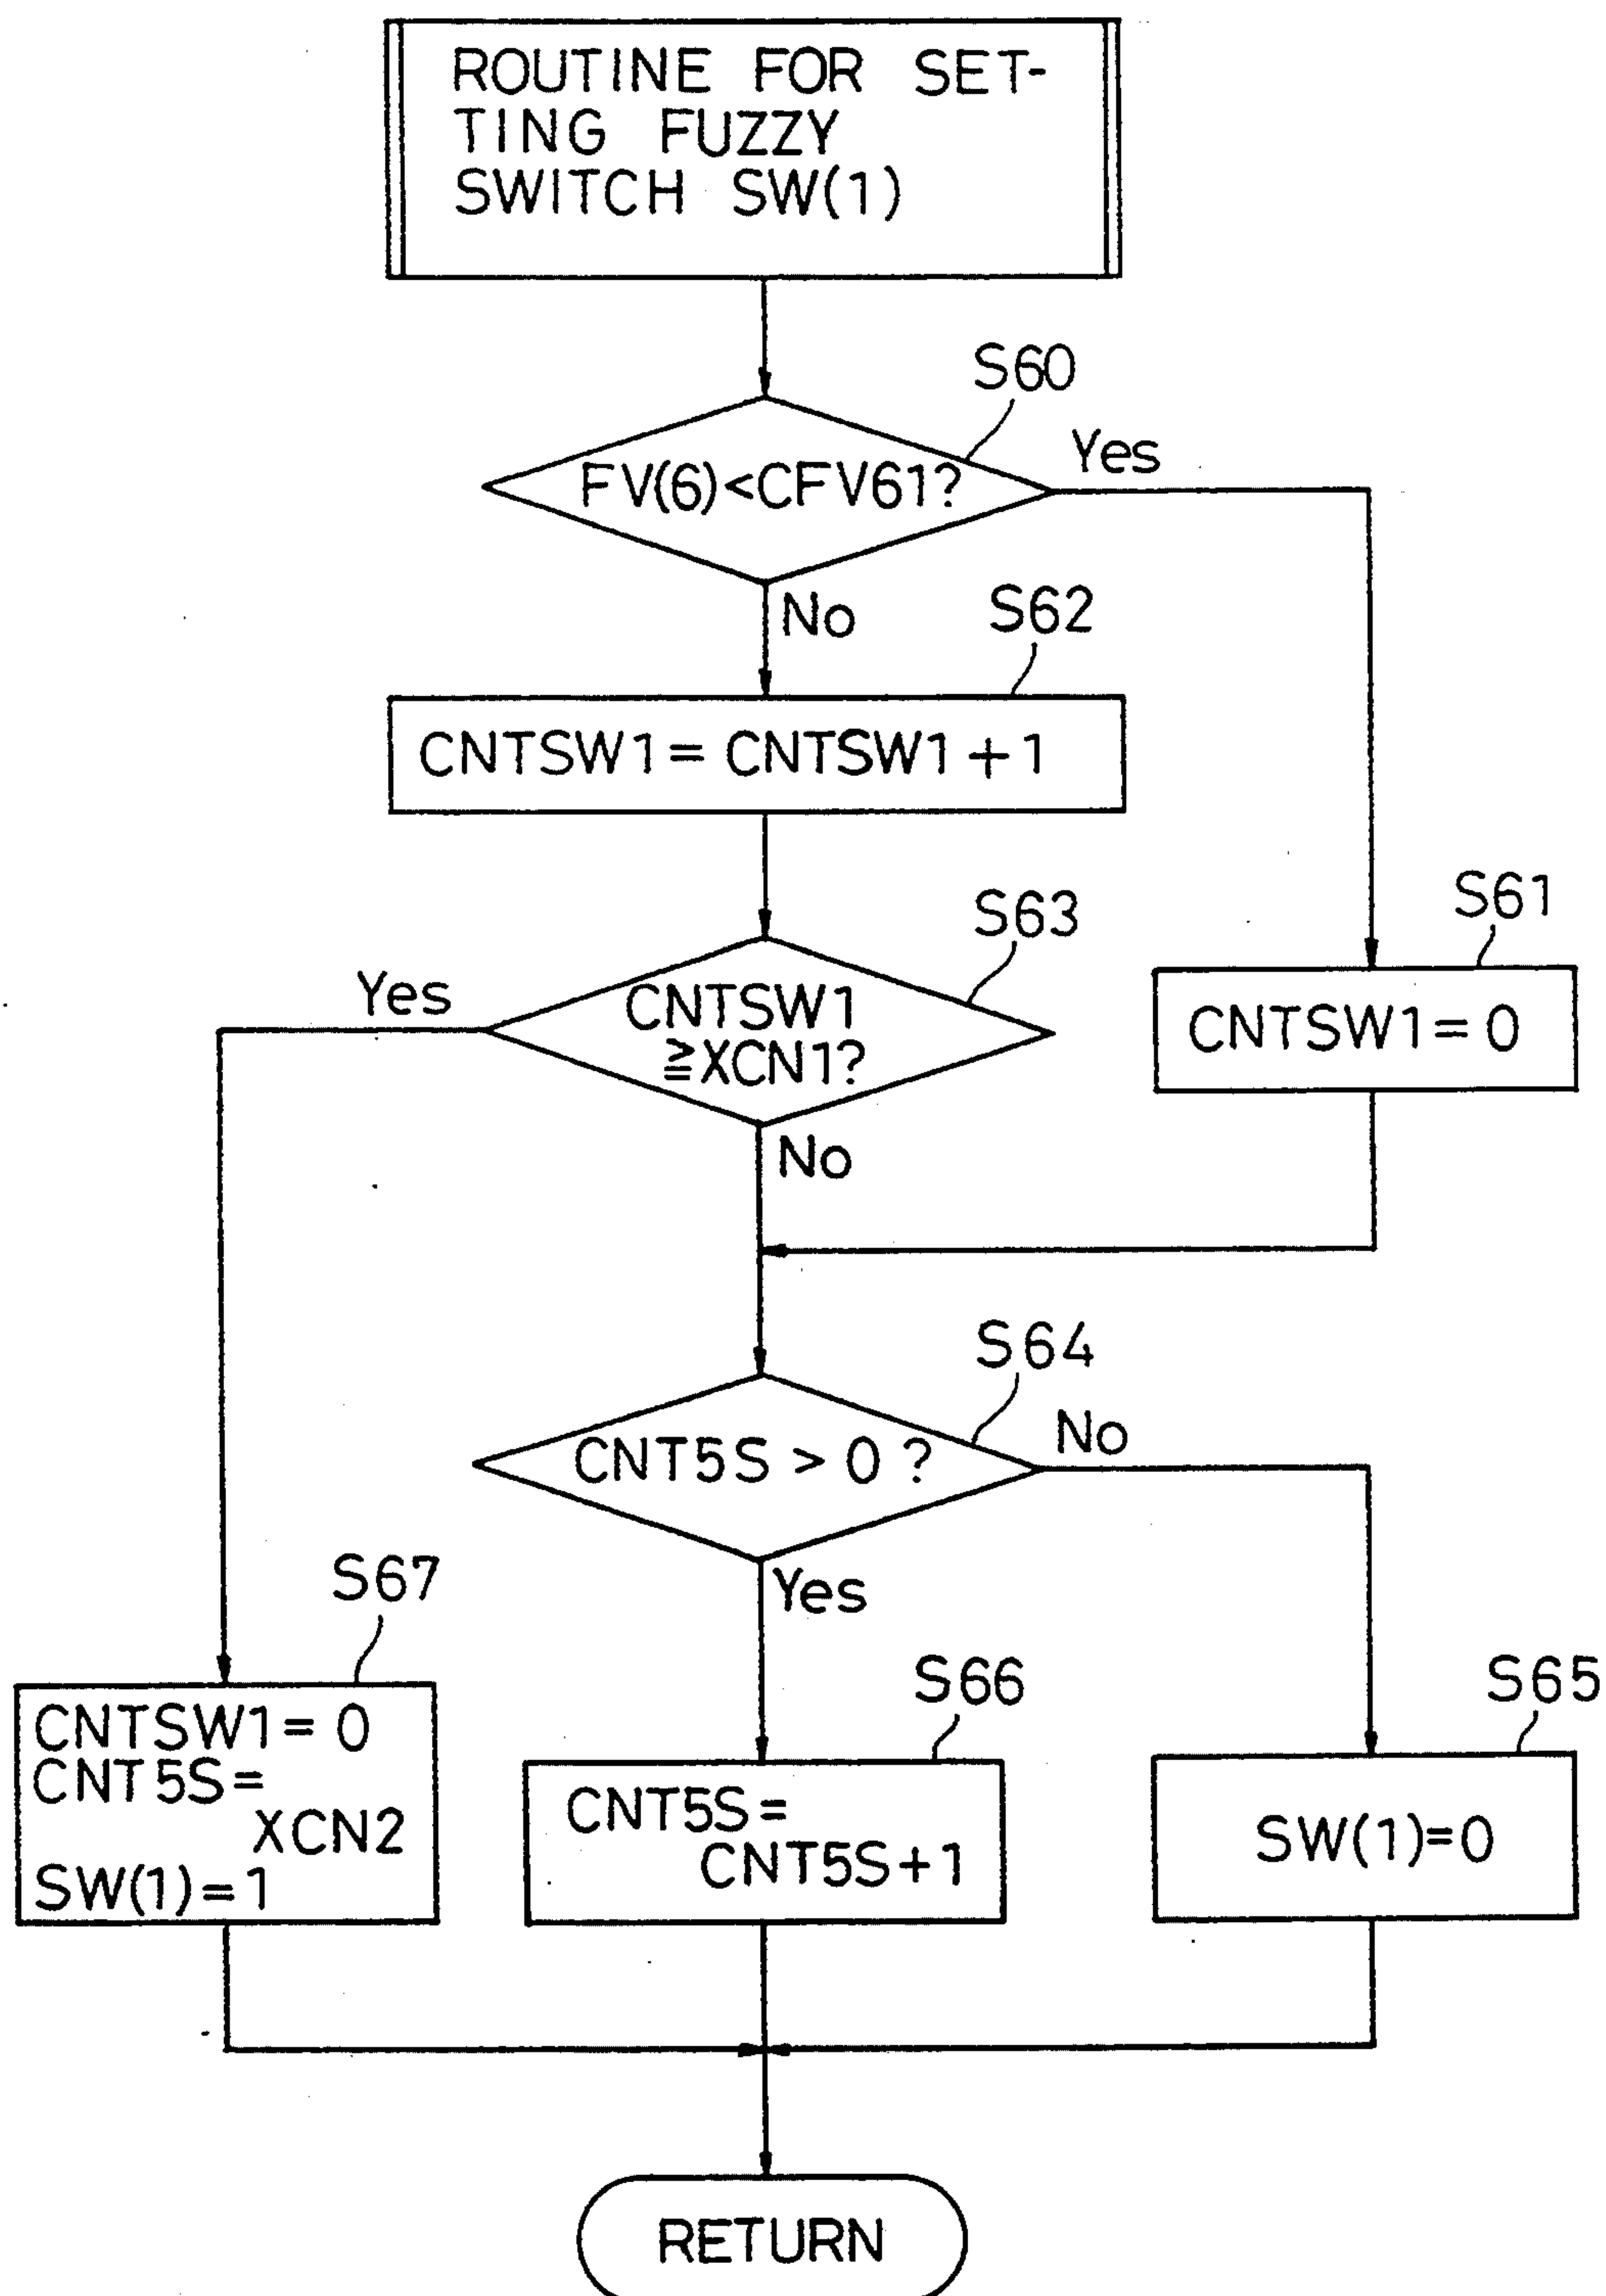 ROUTINE FOR SET-
TING FUZZY
SWITCH SW(1)
S60
FV(6)<CFV61?
Yes
No
S62
CNTSW1=CNTSW1+1
S63
CNTSW1
≧XCN1?
Yes
No
S61
CNTSW1=0
S64
CNT5S > 0 ?
No
Yes
S67
CNTSW1=0
CNT5S=
XCN2
SW(1)=1
S66
CNT5S=
CNT5S+1
S65
SW(1)=0
RETURN